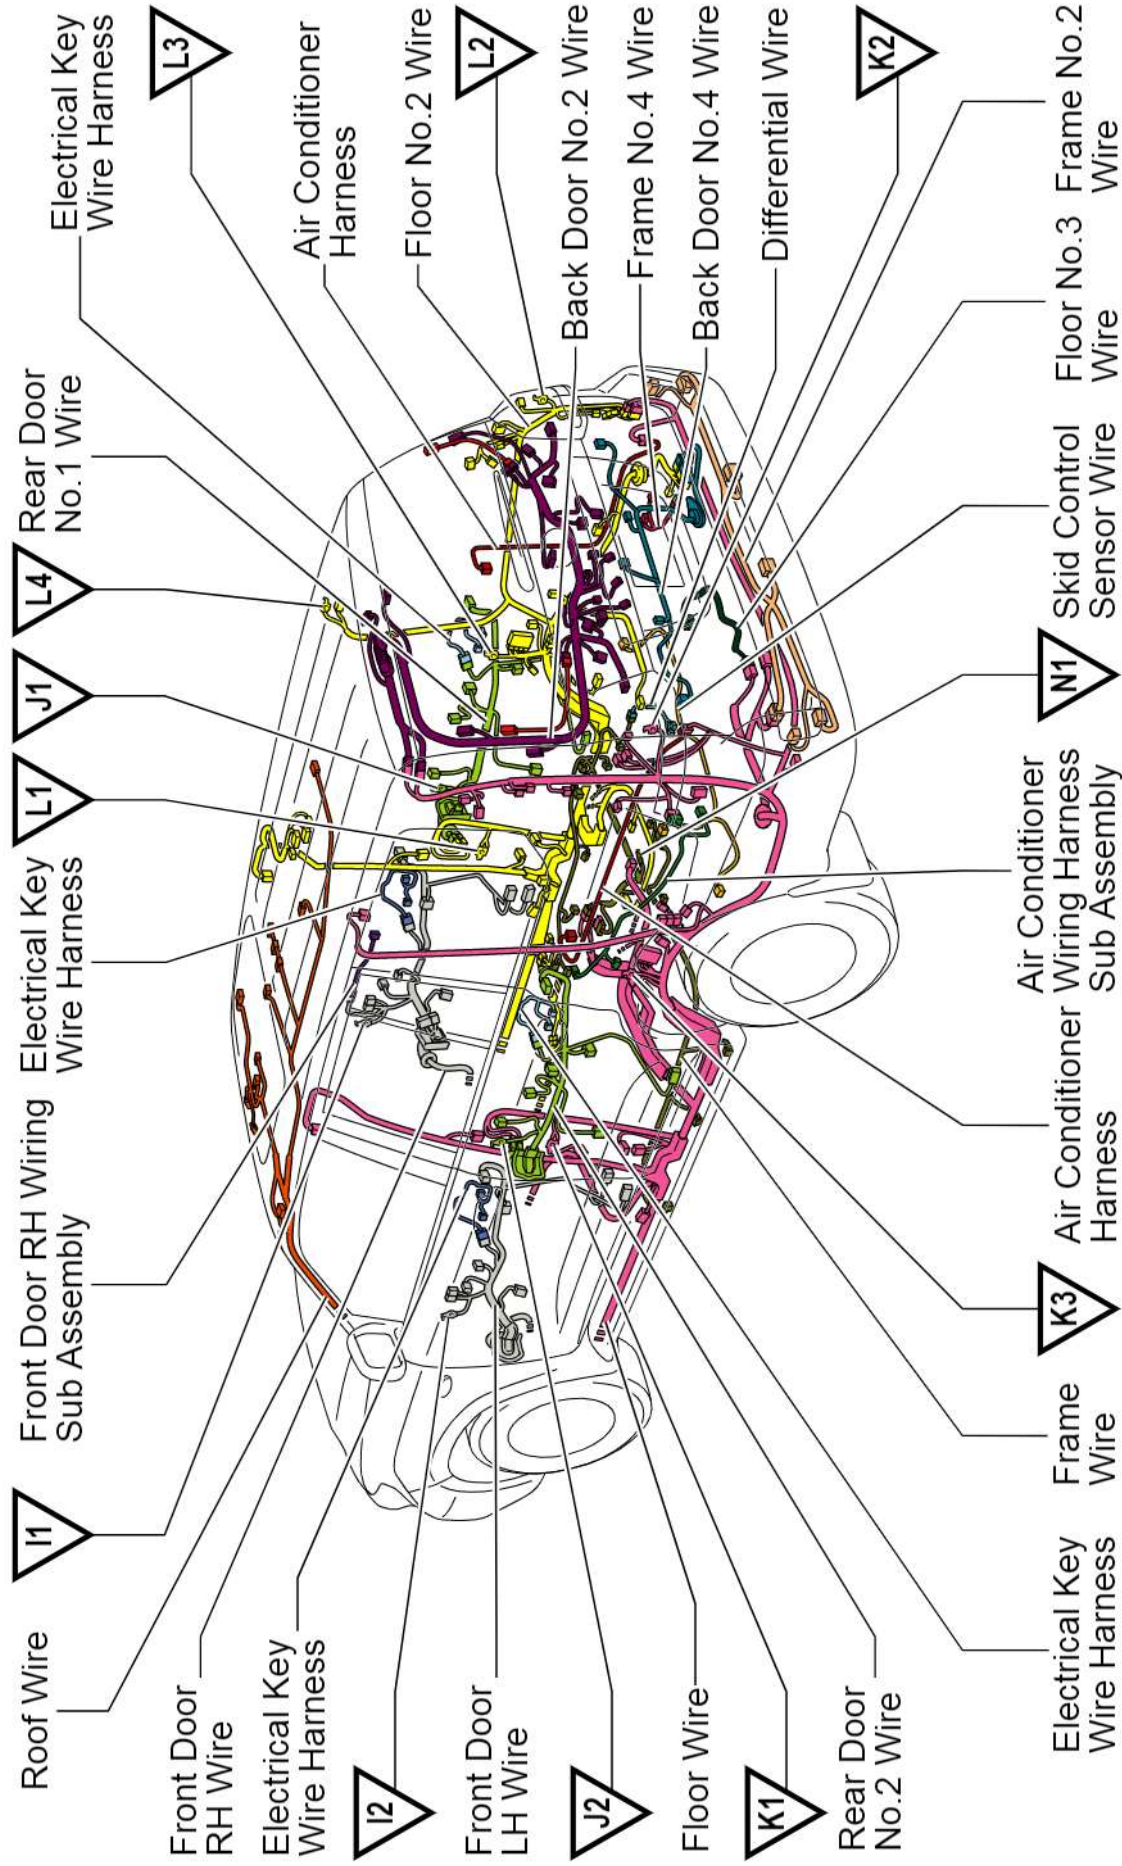 Roof Wire
I1
Front Door RH Wiring
Sub Assembly
Electrical Key
Wire Harness
L1
J1
L4
Rear Door
No.1 Wire
Electrical Key
Wire Harness
L3
Front Door
RH Wire
Electrical Key
Wire Harness
I2
Front Door
LH Wire
J2
Floor Wire
K1
Rear Door
No.2 Wire
Air Conditioner
Harness
Floor No.2 Wire
L2
Back Door No.2 Wire
Frame No.4 Wire
Back Door No.4 Wire
Differential Wire
K2
Electrical Key
Wire Harness
Frame
Wire
K3
Air Conditioner
Harness
Air Conditioner
Wiring Harness
Sub Assembly
N1
Skid Control
Sensor Wire
Floor No.3
Wire
Frame No.2
Wire